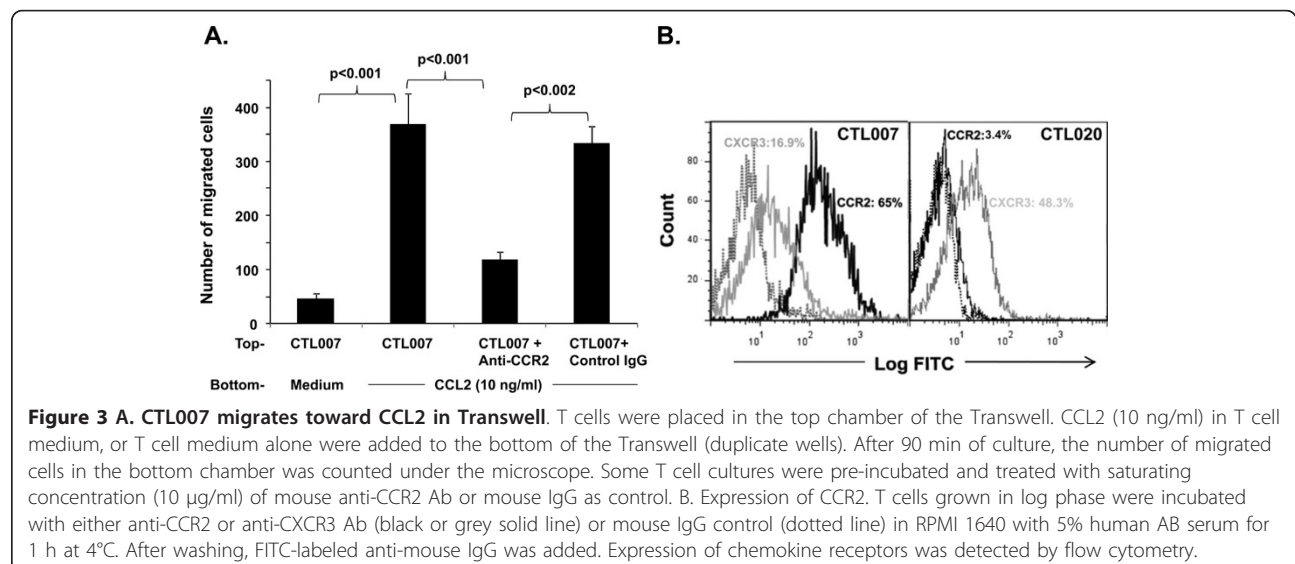 A.
B.
p<0.001
p<0.001
p<0.002
Number of migrated cells
400
300
200
100
0
Top- CTL007 CTL007 CTL007 + Anti-CCR2 CTL007+ Control IgG
Bottom- Medium CCL2 (10 ng/ml)
CTL007
CTL020
CXCR3:16.9%
CCR2: 65%
CCR2:3.4%
CXCR3: 48.3%
Count
80
60
40
20
10¹ 10² 10³ 10¹ 10² 10³
Log FITC
Figure 3 A. CTL007 migrates toward CCL2 in Transwell. T cells were placed in the top chamber of the Transwell. CCL2 (10 ng/ml) in T cell
medium, or T cell medium alone were added to the bottom of the Transwell (duplicate wells). After 90 min of culture, the number of migrated
cells in the bottom chamber was counted under the microscope. Some T cell cultures were pre-incubated and treated with saturating
concentration (10 μg/ml) of mouse anti-CCR2 Ab or mouse IgG as control. B. Expression of CCR2. T cells grown in log phase were incubated
with either anti-CCR2 or anti-CXCR3 Ab (black or grey solid line) or mouse IgG control (dotted line) in RPMI 1640 with 5% human AB serum for
1 h at 4°C. After washing, FITC-labeled anti-mouse IgG was added. Expression of chemokine receptors was detected by flow cytometry.